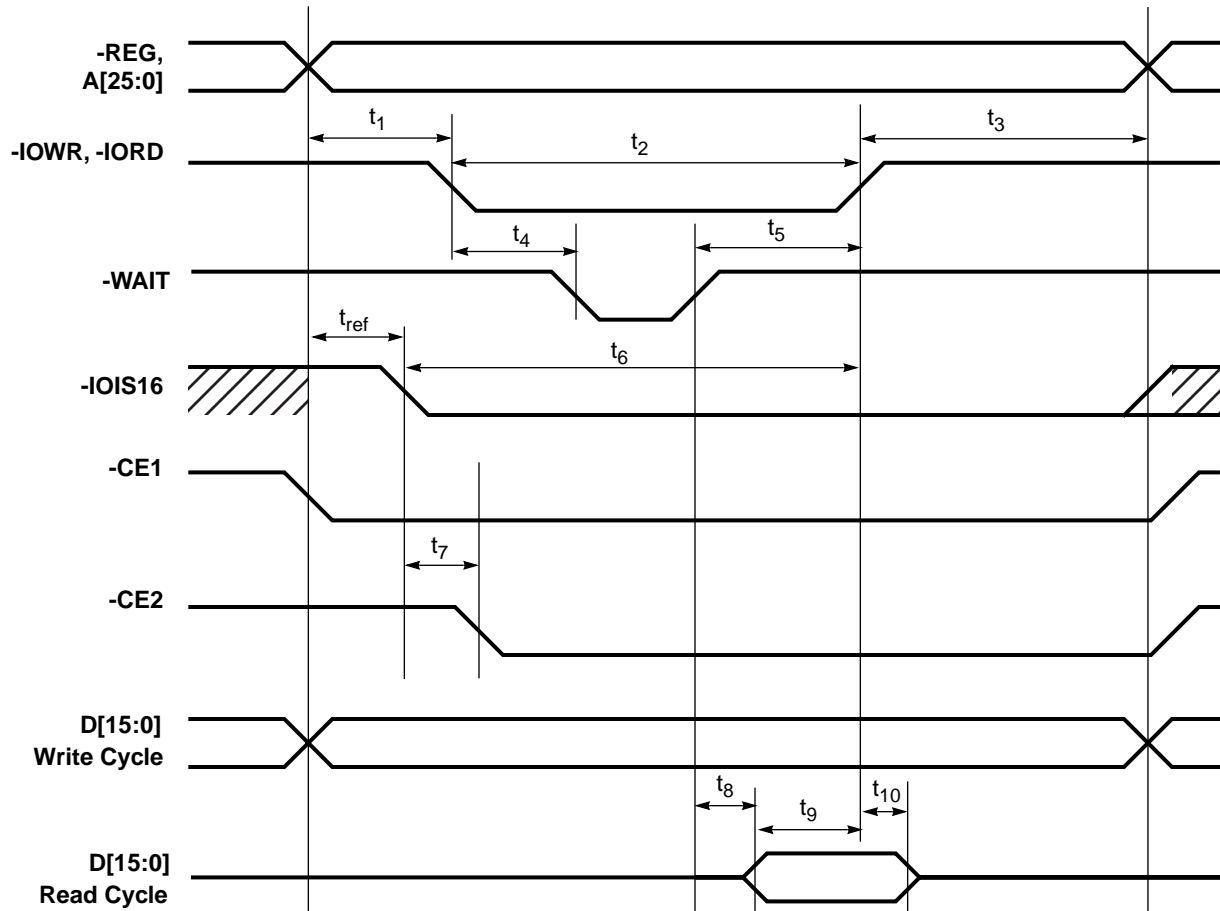 -REG,
A[25:0]
t1
t3
-IOWR, -IORD
t2
t4
t5
-WAIT
tref
t6
-IOIS16
-CE1
t7
-CE2
D[15:0]
Write Cycle
t8
t9
t10
D[15:0]
Read Cycle